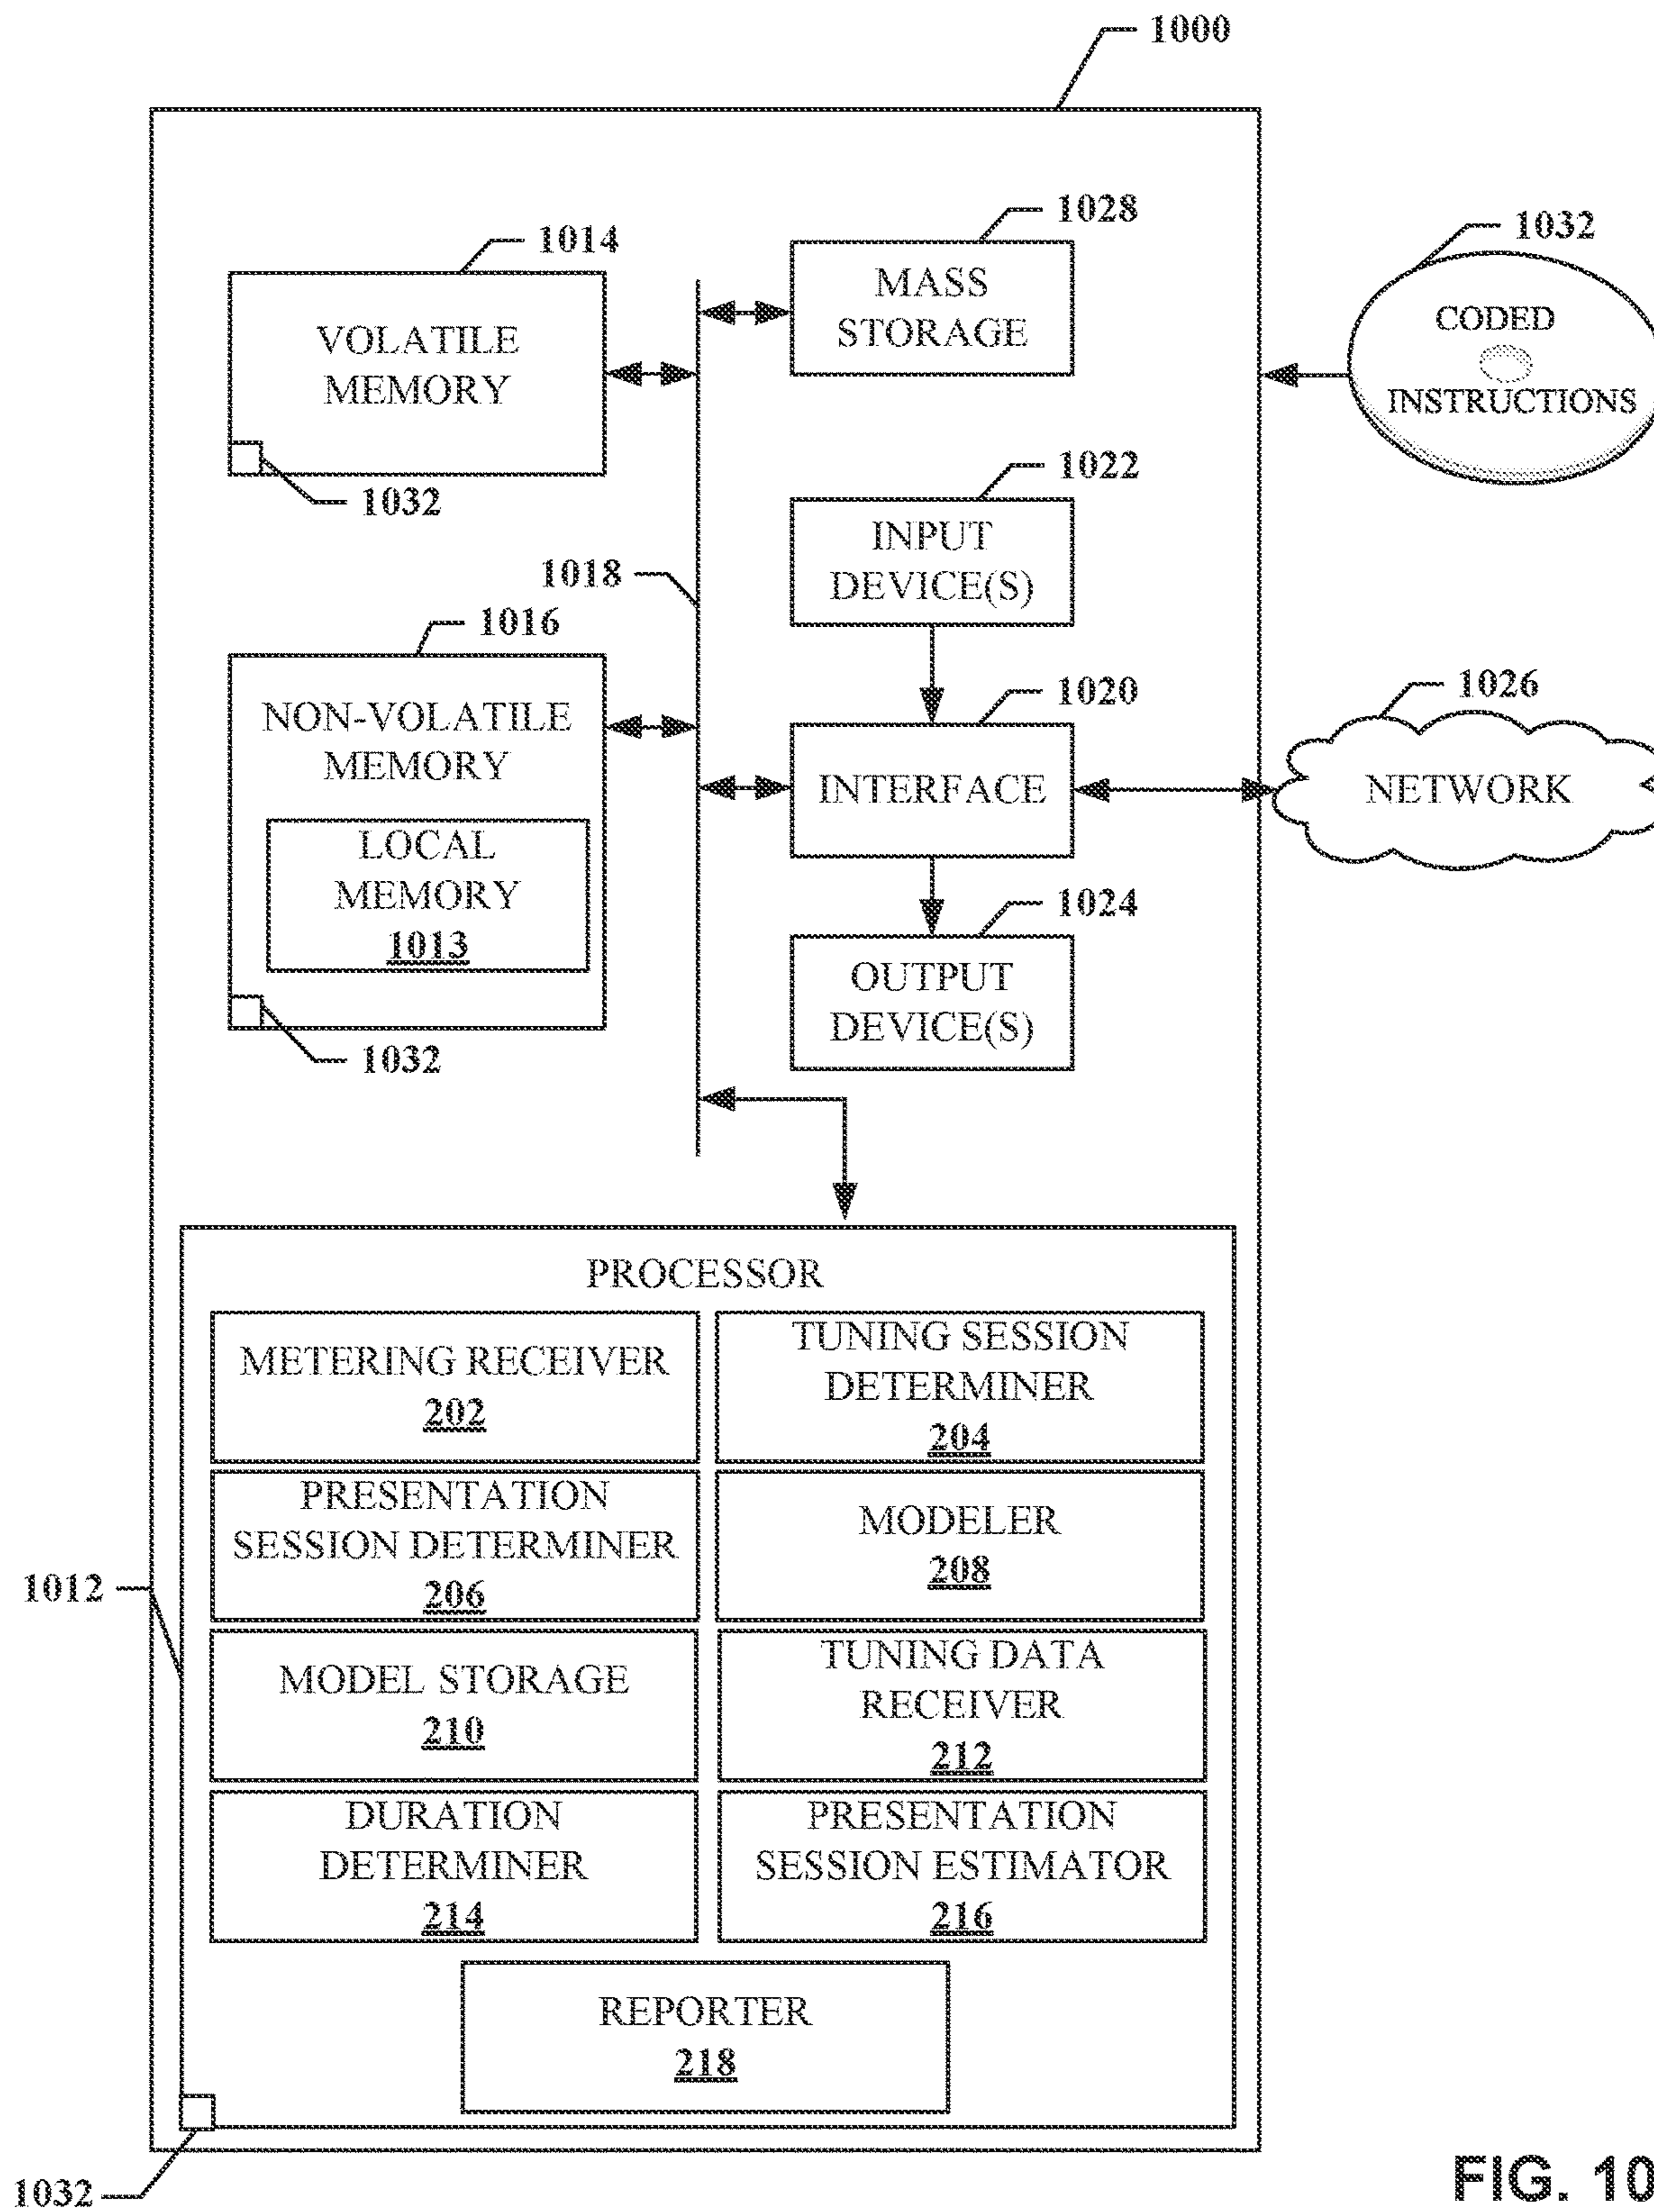 1000
1014
VOLATILE
MEMORY
1032
1028
MASS
STORAGE
1032
CODED
INSTRUCTIONS
1022
INPUT
DEVICE(S)
1018
1016
NON-VOLATILE
MEMORY
LOCAL
MEMORY
1013
1032
1020
INTERFACE
1026
NETWORK
1024
OUTPUT
DEVICE(S)
PROCESSOR
METERING RECEIVER
202
TUNING SESSION
DETERMINER
204
PRESENTATION
SESSION DETERMINER
206
MODELER
208
1012
MODEL STORAGE
210
TUNING DATA
RECEIVER
212
DURATION
DETERMINER
214
PRESENTATION
SESSION ESTIMATOR
216
REPORTER
218
1032
FIG. 10